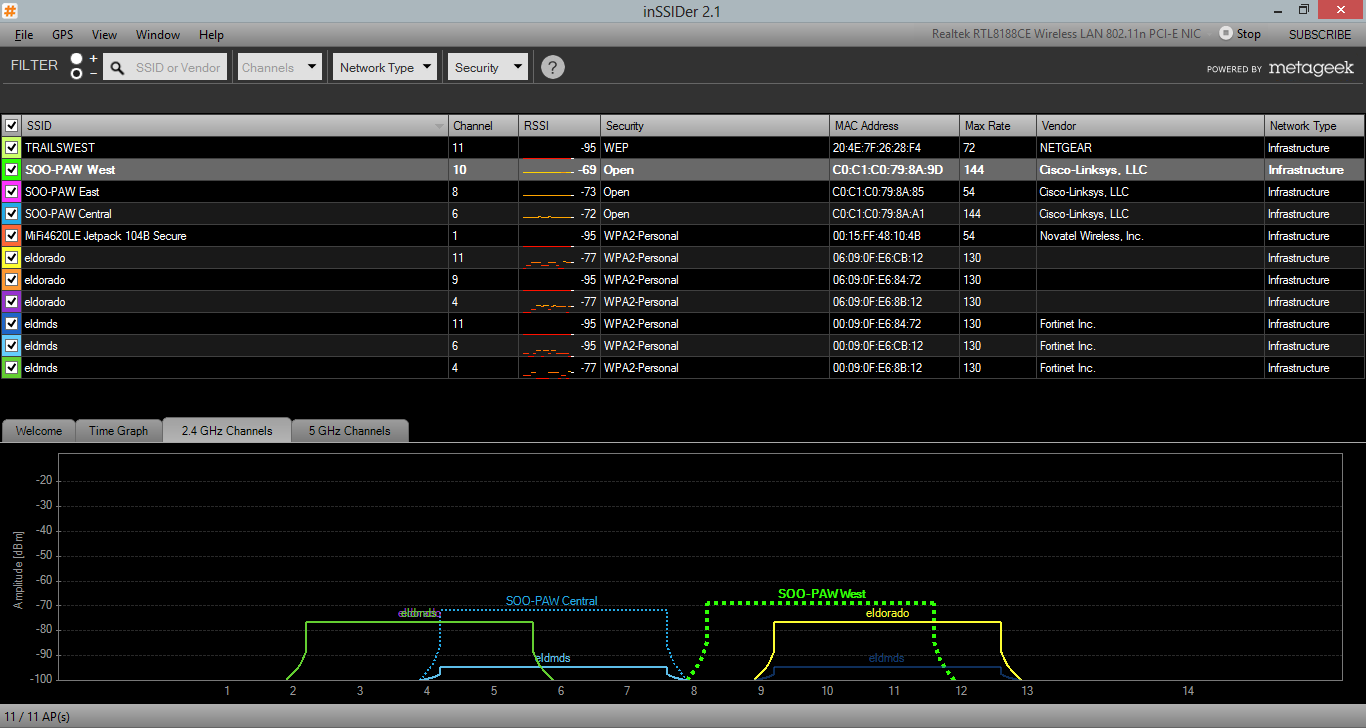 inSSIDer 2.1
File GPS View Window Help Realtek RTL8188CE Wireless LAN 802.11n PCI-E NIC Stop SUBSCRIBE
FILTER + - SSID or Vendor Channels Network Type Security ? POWERED BY metageek
SSID Channel RSSI Security MAC Address Max Rate Vendor Network Type
TRAILSWEST 11 -95 WEP 20:4E:7F:26:28:F4 72 NETGEAR Infrastructure
SOO-PAW West 10 -69 Open C0:C1:C0:79:8A:9D 144 Cisco-Linksys, LLC Infrastructure
SOO-PAW East 8 -73 Open C0:C1:C0:79:8A:85 54 Cisco-Linksys, LLC Infrastructure
SOO-PAW Central 6 -72 Open C0:C1:C0:79:8A:A1 144 Cisco-Linksys, LLC Infrastructure
MiFi4620LE Jetpack 104B Secure 1 -95 WPA2-Personal 00:15:FF:48:10:4B 54 Novatel Wireless, Inc. Infrastructure
eldorado 11 -77 WPA2-Personal 06:09:0F:E6:CB:12 130 Infrastructure
eldorado 9 -95 WPA2-Personal 06:09:0F:E6:84:72 130 Infrastructure
eldorado 4 -77 WPA2-Personal 06:09:0F:E6:8B:12 130 Infrastructure
eldmds 11 -95 WPA2-Personal 00:09:0F:E6:84:72 130 Fortinet Inc. Infrastructure
eldmds 6 -95 WPA2-Personal 00:09:0F:E6:CB:12 130 Fortinet Inc. Infrastructure
eldmds 4 -77 WPA2-Personal 00:09:0F:E6:8B:12 130 Fortinet Inc. Infrastructure
Welcome Time Graph 2.4 GHz Channels 5 GHz Channels
Amplitude [dBm]
-20
-30
-40
-50
-60
-70
-80
-90
-100
SOO-PAW West
SOO-PAW Central
eldmds eldorado
eldmds eldmds
1 2 3 4 5 6 7 8 9 10 11 12 13 14
11 / 11 AP(s)